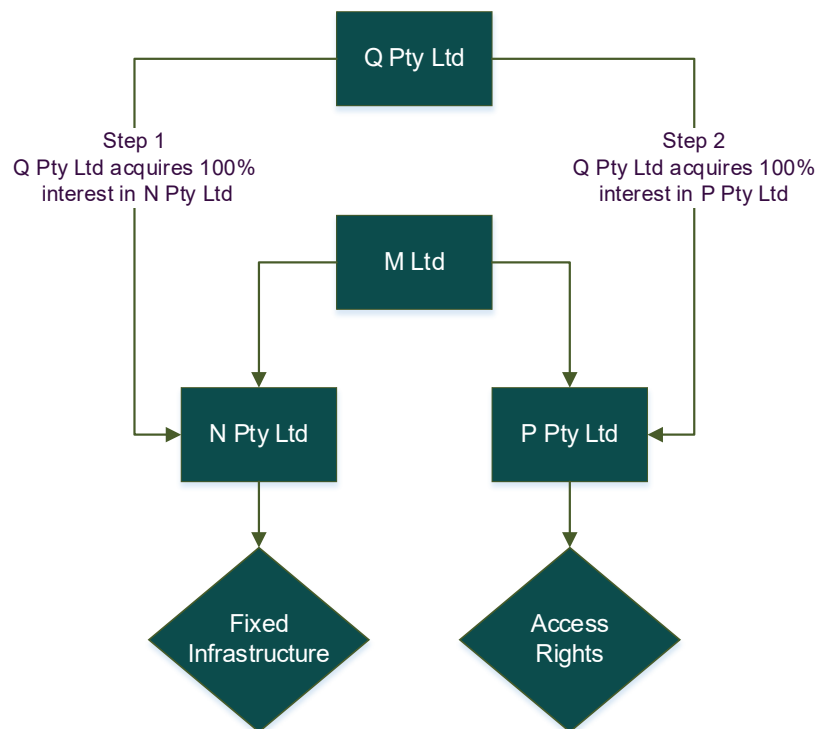 Q Pty Ltd
Step 1
Q Pty Ltd acquires 100%
interest in N Pty Ltd
Step 2
Q Pty Ltd acquires 100%
interest in P Pty Ltd
M Ltd
N Pty Ltd
P Pty Ltd
Fixed
Infrastructure
Access
Rights